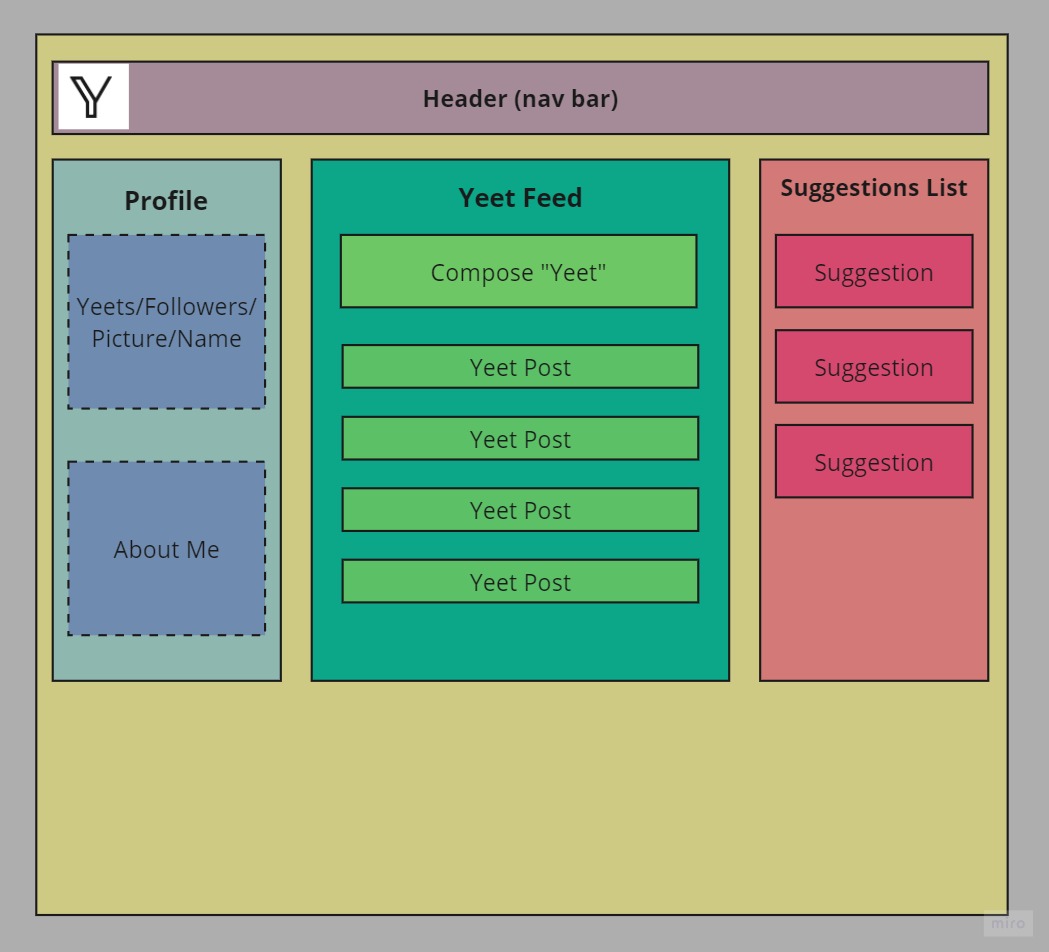 Y
Header (nav bar)
Profile
Yeets/Followers/
Picture/Name
About Me
Yeet Feed
Compose "Yeet"
Yeet Post
Yeet Post
Yeet Post
Yeet Post
Suggestions List
Suggestion
Suggestion
Suggestion
miro